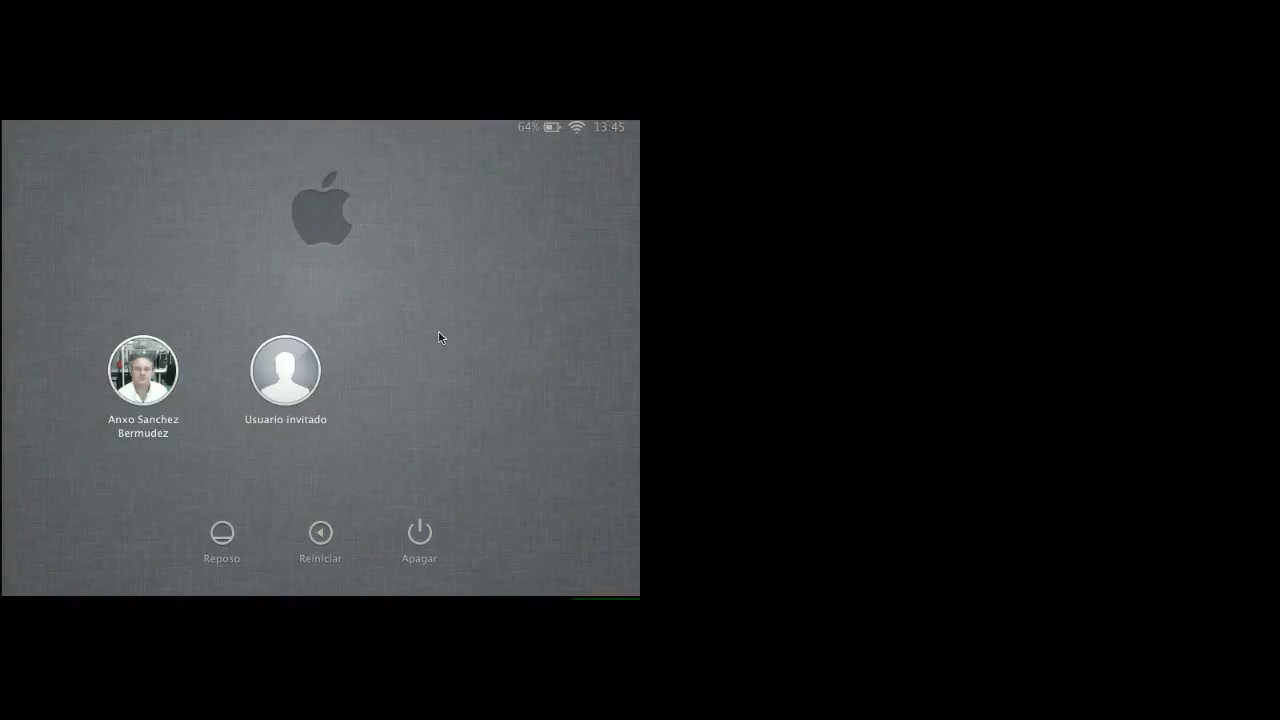 64% 13:45
Anxo Sanchez
Bermudez
Usuario invitado
Reposo
Reiniciar
Apagar